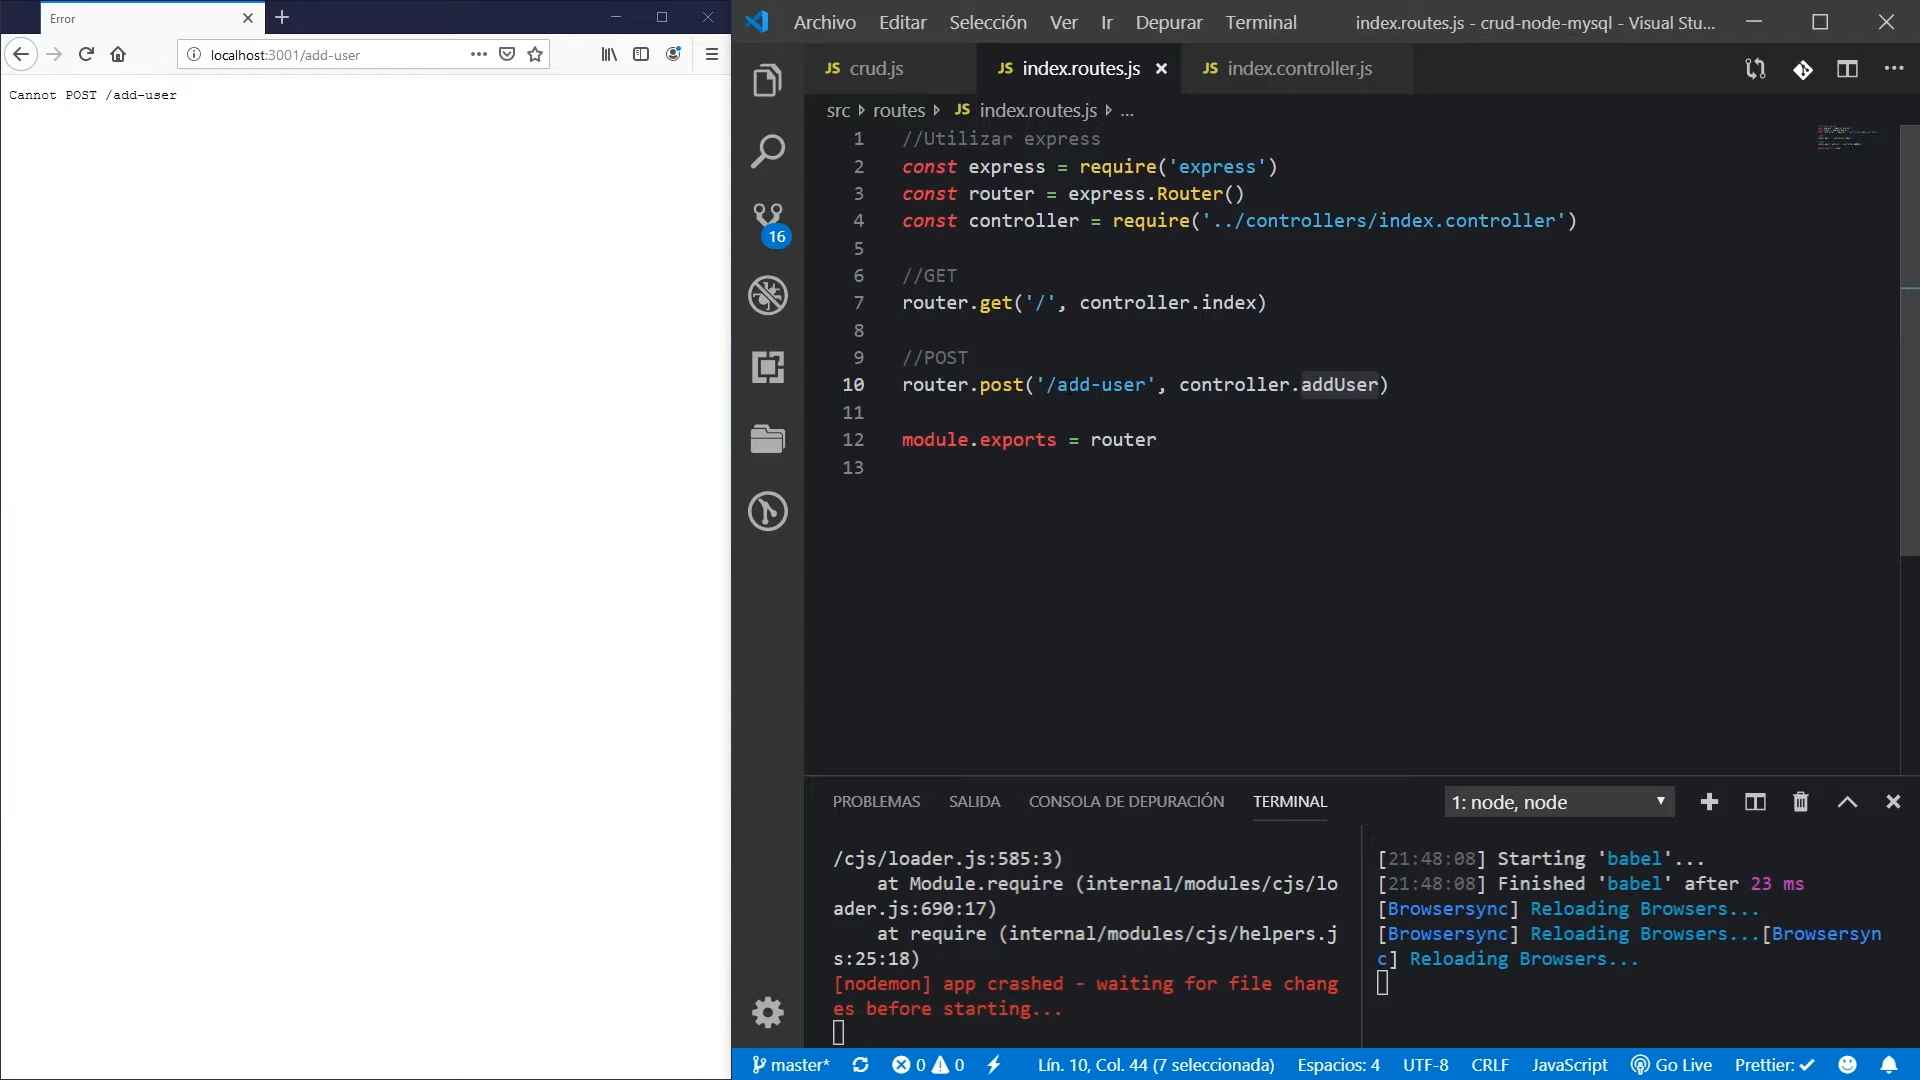 Error
localhost:3001/add-user
Cannot POST /add-user
Archivo Editar Selección Ver Ir Depurar Terminal index.routes.js - crud-node-mysql - Visual Stu...
JS crud.js
JS index.routes.js
JS index.controller.js
src routes JS index.routes.js ...
1 //Utilizar express
2 const express = require('express')
3 const router = express.Router()
4 const controller = require('../controllers/index.controller')
5
6 //GET
7 router.get('/', controller.index)
8
9 //POST
10 router.post('/add-user', controller.addUser)
11
12 module.exports = router
13
16
PROBLEMAS SALIDA CONSOLA DE DEPURACIÓN TERMINAL 1: node, node
/cjs/loader.js:585:3)
at Module.require (internal/modules/cjs/lo
ader.js:690:17)
at require (internal/modules/cjs/helpers.j
s:25:18)
[nodemon] app crashed - waiting for file chang
es before starting...
[21:48:08] Starting 'babel'...
[21:48:08] Finished 'babel' after 23 ms
[Browsersync] Reloading Browsers...
[Browsersync] Reloading Browsers...[Browsersyn
c] Reloading Browsers...
master* 0 0 Lín. 10, Col. 44 (7 seleccionada) Espacios: 4 UTF-8 CRLF JavaScript Go Live Prettier: ✓